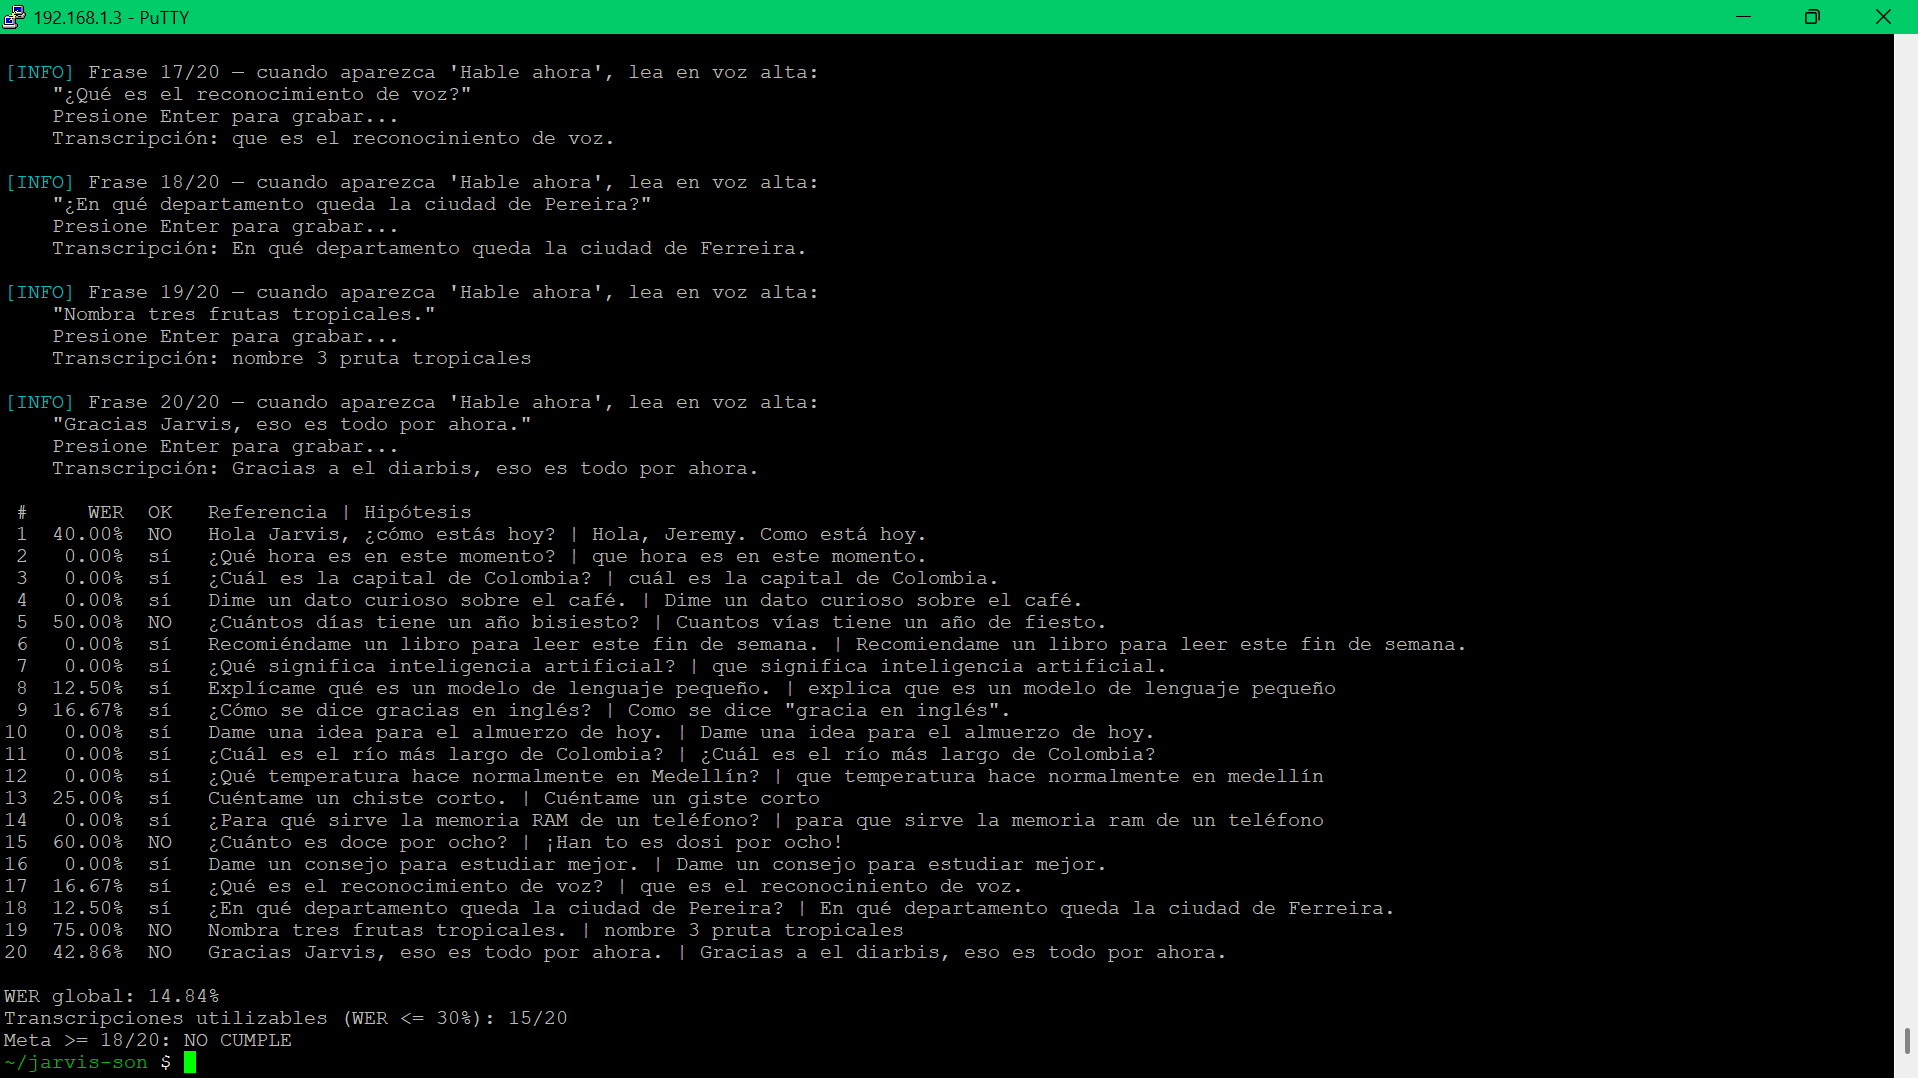 192.168.1.3 - PuTTY
[INFO] Frase 17/20 — cuando aparezca 'Hable ahora', lea en voz alta:
"¿Qué es el reconocimiento de voz?"
Presione Enter para grabar...
Transcripción: que es el reconociniento de voz.
[INFO] Frase 18/20 — cuando aparezca 'Hable ahora', lea en voz alta:
"¿En qué departamento queda la ciudad de Pereira?"
Presione Enter para grabar...
Transcripción: En qué departamento queda la ciudad de Ferreira.
[INFO] Frase 19/20 — cuando aparezca 'Hable ahora', lea en voz alta:
"Nombra tres frutas tropicales."
Presione Enter para grabar...
Transcripción: nombre 3 pruta tropicales
[INFO] Frase 20/20 — cuando aparezca 'Hable ahora', lea en voz alta:
"Gracias Jarvis, eso es todo por ahora."
Presione Enter para grabar...
Transcripción: Gracias a el diarbis, eso es todo por ahora.
# WER OK Referencia | Hipótesis
1 40.00% NO Hola Jarvis, ¿cómo estás hoy? | Hola, Jeremy. Como está hoy.
2 0.00% sí ¿Qué hora es en este momento? | que hora es en este momento.
3 0.00% sí ¿Cuál es la capital de Colombia? | cuál es la capital de Colombia.
4 0.00% sí Dime un dato curioso sobre el café. | Dime un dato curioso sobre el café.
5 50.00% NO ¿Cuántos días tiene un año bisiesto? | Cuantos vías tiene un año de fiesto.
6 0.00% sí Recomiéndame un libro para leer este fin de semana. | Recomiendame un libro para leer este fin de semana.
7 0.00% sí ¿Qué significa inteligencia artificial? | que significa inteligencia artificial.
8 12.50% sí Explícame qué es un modelo de lenguaje pequeño. | explica que es un modelo de lenguaje pequeño
9 16.67% sí ¿Cómo se dice gracias en inglés? | Como se dice "gracia en inglés".
10 0.00% sí Dame una idea para el almuerzo de hoy. | Dame una idea para el almuerzo de hoy.
11 0.00% sí ¿Cuál es el río más largo de Colombia? | ¿Cuál es el río más largo de Colombia?
12 0.00% sí ¿Qué temperatura hace normalmente en Medellín? | que temperatura hace normalmente en medellín
13 25.00% sí Cuéntame un chiste corto. | Cuéntame un giste corto
14 0.00% sí ¿Para qué sirve la memoria RAM de un teléfono? | para que sirve la memoria ram de un teléfono
15 60.00% NO ¿Cuánto es doce por ocho? | ¡Han to es dosi por ocho!
16 0.00% sí Dame un consejo para estudiar mejor. | Dame un consejo para estudiar mejor.
17 16.67% sí ¿Qué es el reconocimiento de voz? | que es el reconociniento de voz.
18 12.50% sí ¿En qué departamento queda la ciudad de Pereira? | En qué departamento queda la ciudad de Ferreira.
19 75.00% NO Nombra tres frutas tropicales. | nombre 3 pruta tropicales
20 42.86% NO Gracias Jarvis, eso es todo por ahora. | Gracias a el diarbis, eso es todo por ahora.
WER global: 14.84%
Transcripciones utilizables (WER <= 30%): 15/20
Meta >= 18/20: NO CUMPLE
~/jarvis-son $